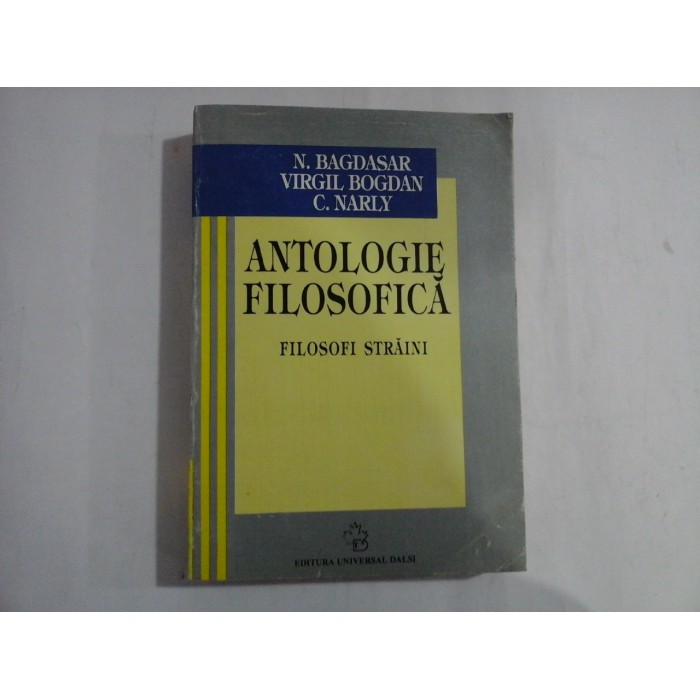 N. BAGDASAR
VIRGIL BOGDAN
C. NARLY
ANTOLOGIE
FILOSOFICĂ
FILOSOFI STRĂINI
EDITURA UNIVERSAL DALSI